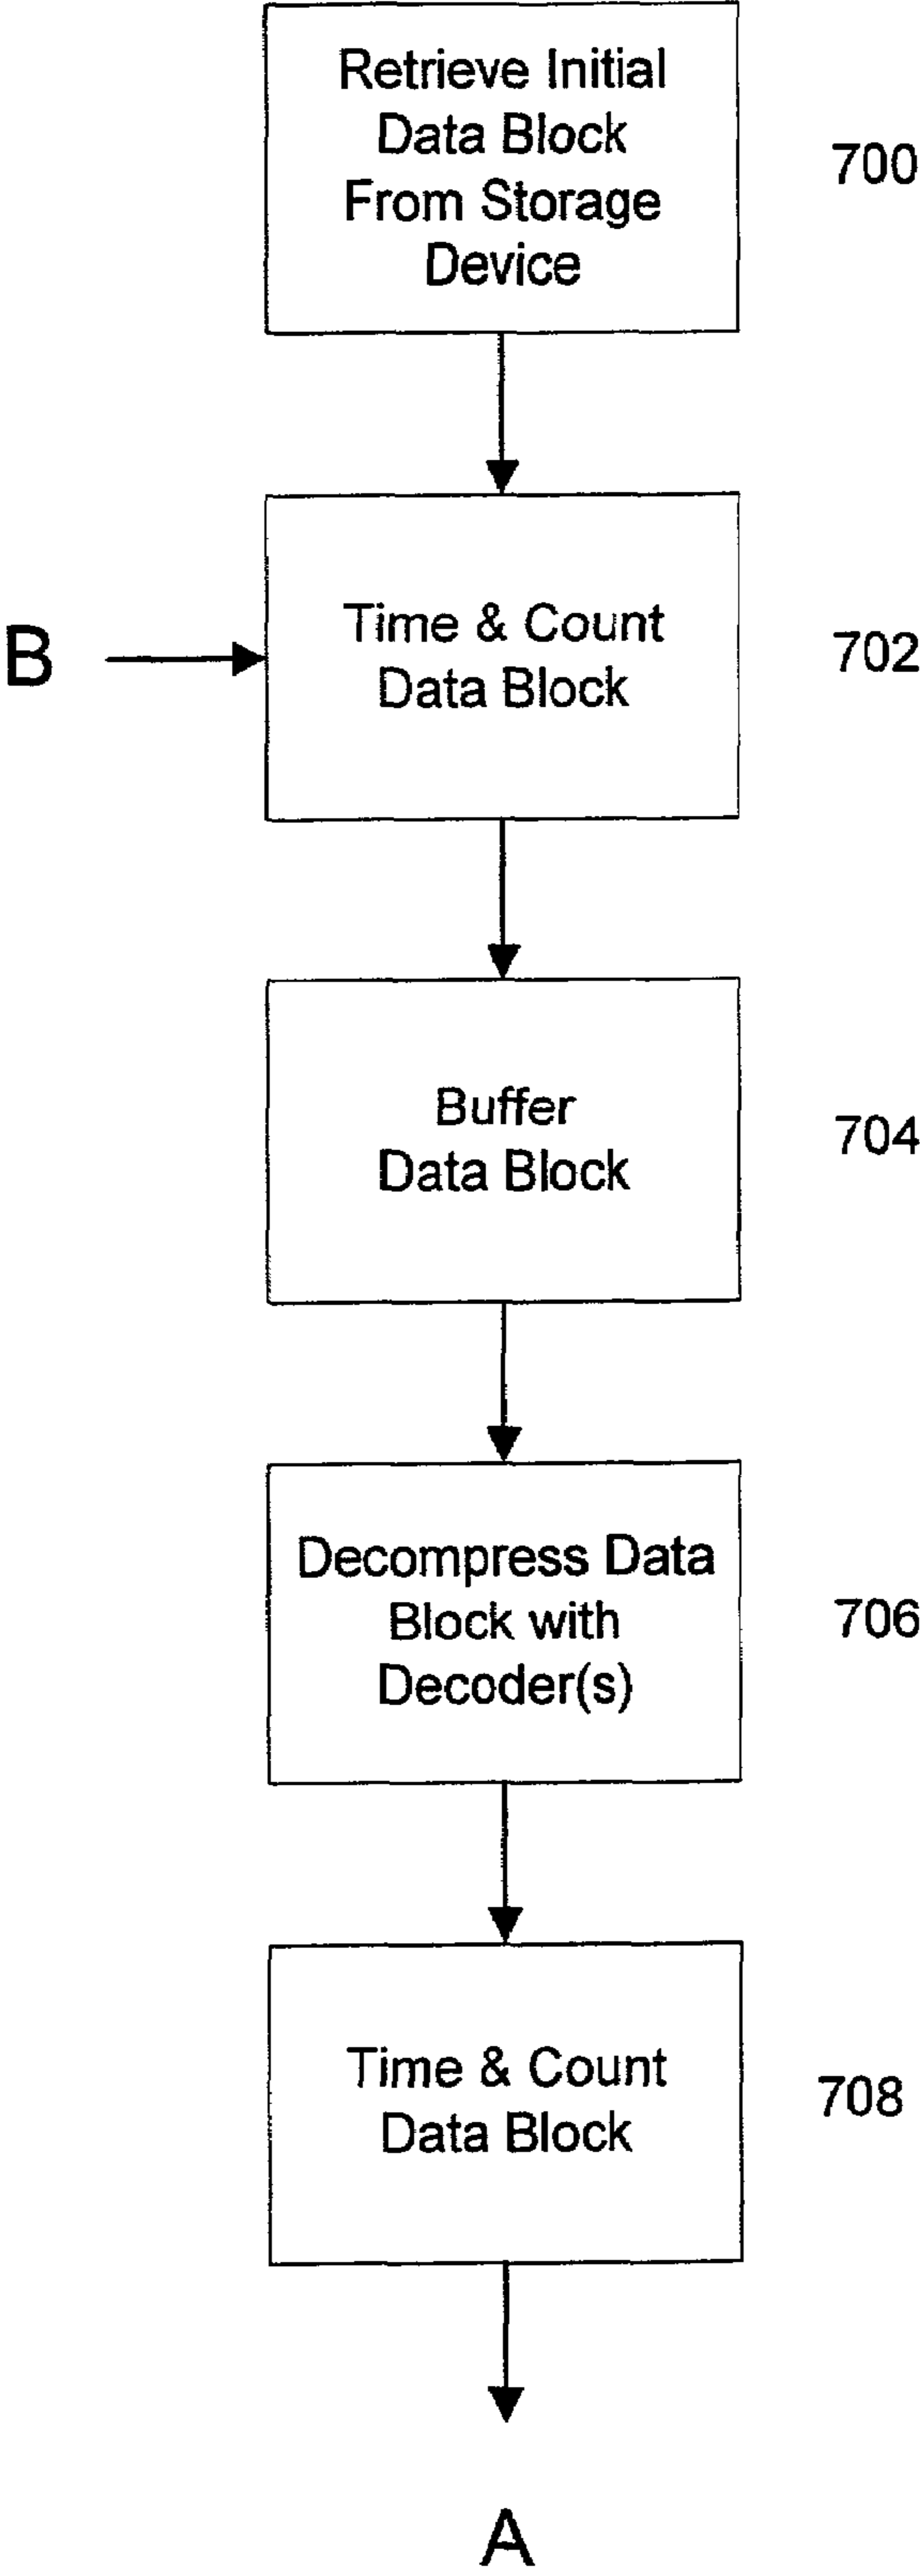 Retrieve Initial
Data Block
From Storage
Device
700
B
Time & Count
Data Block
702
Buffer
Data Block
704
Decompress Data
Block with
Decoder(s)
706
Time & Count
Data Block
708
A